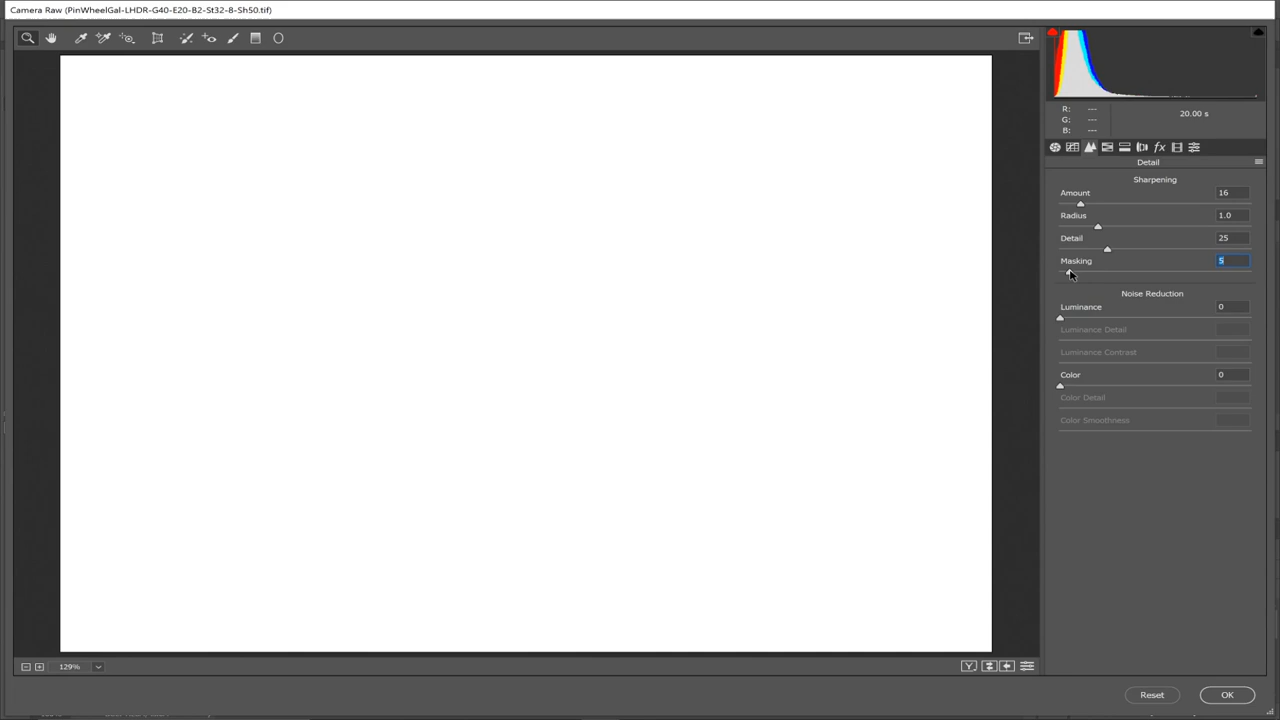 Camera Raw (PinWheelGal-LHDR-G40-E20-B2-St32-8-Sh50.tif)
R: ---
G: ---
B: ---
20.00 s
fx
Detail
Sharpening
Amount 16
Radius 1.0
Detail 25
Masking 5
Noise Reduction
Luminance 0
Luminance Detail
Luminance Contrast
Color 0
Color Detail
Color Smoothness
129%
Y
Reset OK